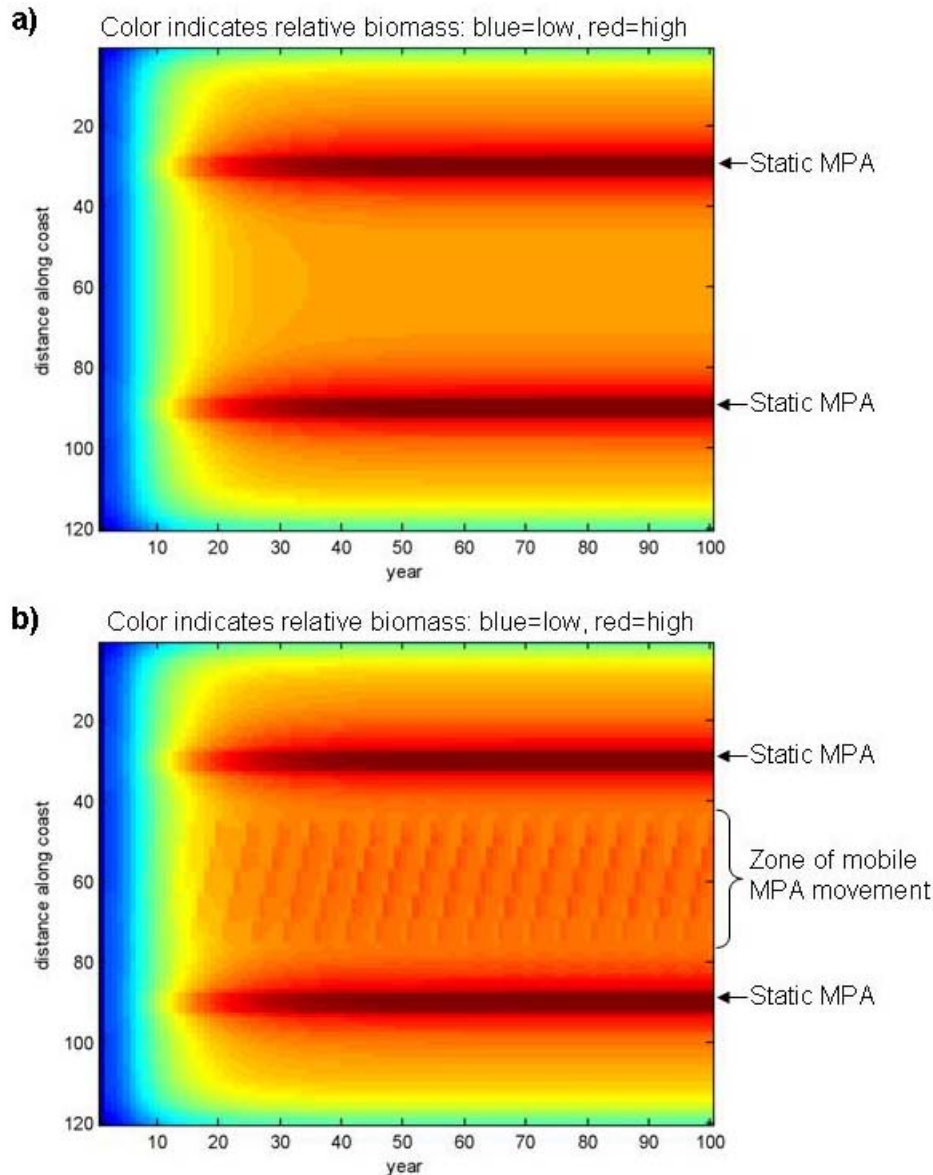 a)
Color indicates relative biomass: blue=low, red=high
20
40
60
80
100
120
distance along coast
10 20 30 40 50 60 70 80 90 100
year
Static MPA
Static MPA
b)
Color indicates relative biomass: blue=low, red=high
20
40
60
80
100
120
distance along coast
10 20 30 40 50 60 70 80 90 100
year
Static MPA
Zone of mobile
MPA movement
Static MPA